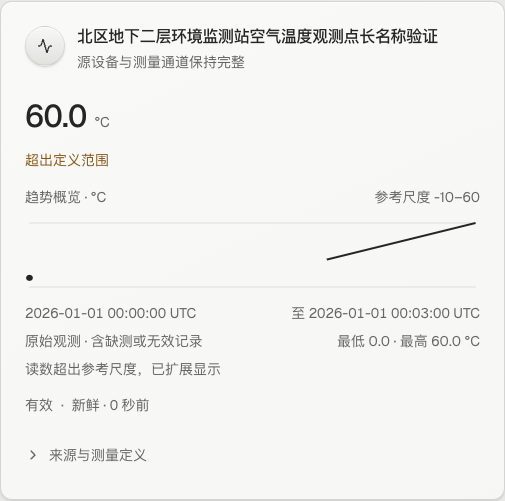 北区地下二层环境监测站空气温度观测点长名称验证
源设备与测量通道保持完整
60.0 °C
超出定义范围
趋势概览 · °C 参考尺度 -10–60
2026-01-01 00:00:00 UTC 至 2026-01-01 00:03:00 UTC
原始观测 · 含缺测或无效记录 最低 0.0 · 最高 60.0 °C
读数超出参考尺度，已扩展显示
有效 · 新鲜 · 0 秒前
来源与测量定义